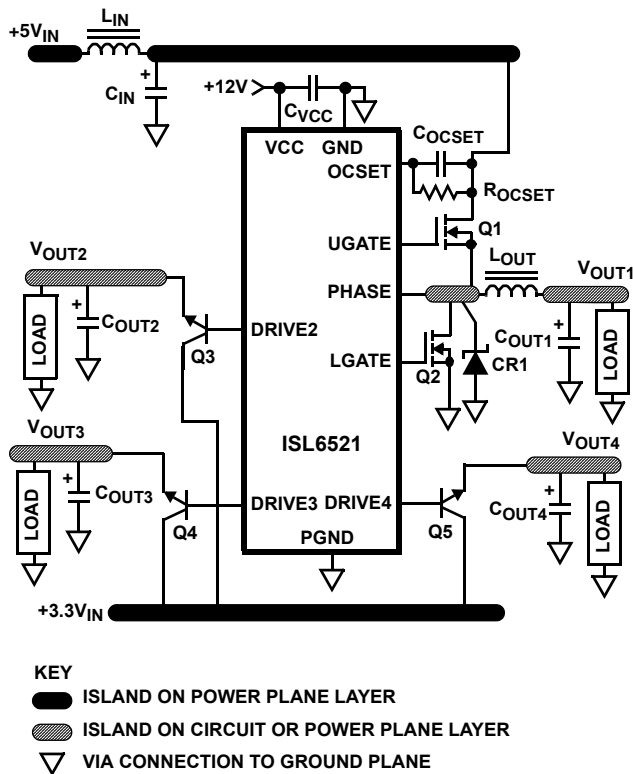 +5VIN
LIN
CIN
+
+12V
CVCC
VCC
GND
OCSET
COCSET
ROCSET
UGATE
Q1
PHASE
LOUT
VOUT1
LGATE
Q2
CR1
COUT1
+
LOAD
VOUT2
LOAD
+
COUT2
Q3
DRIVE2
ISL6521
VOUT3
LOAD
+
COUT3
Q4
DRIVE3
DRIVE4
Q5
VOUT4
COUT4
+
LOAD
PGND
+3.3VIN
KEY
ISLAND ON POWER PLANE LAYER
ISLAND ON CIRCUIT OR POWER PLANE LAYER
VIA CONNECTION TO GROUND PLANE